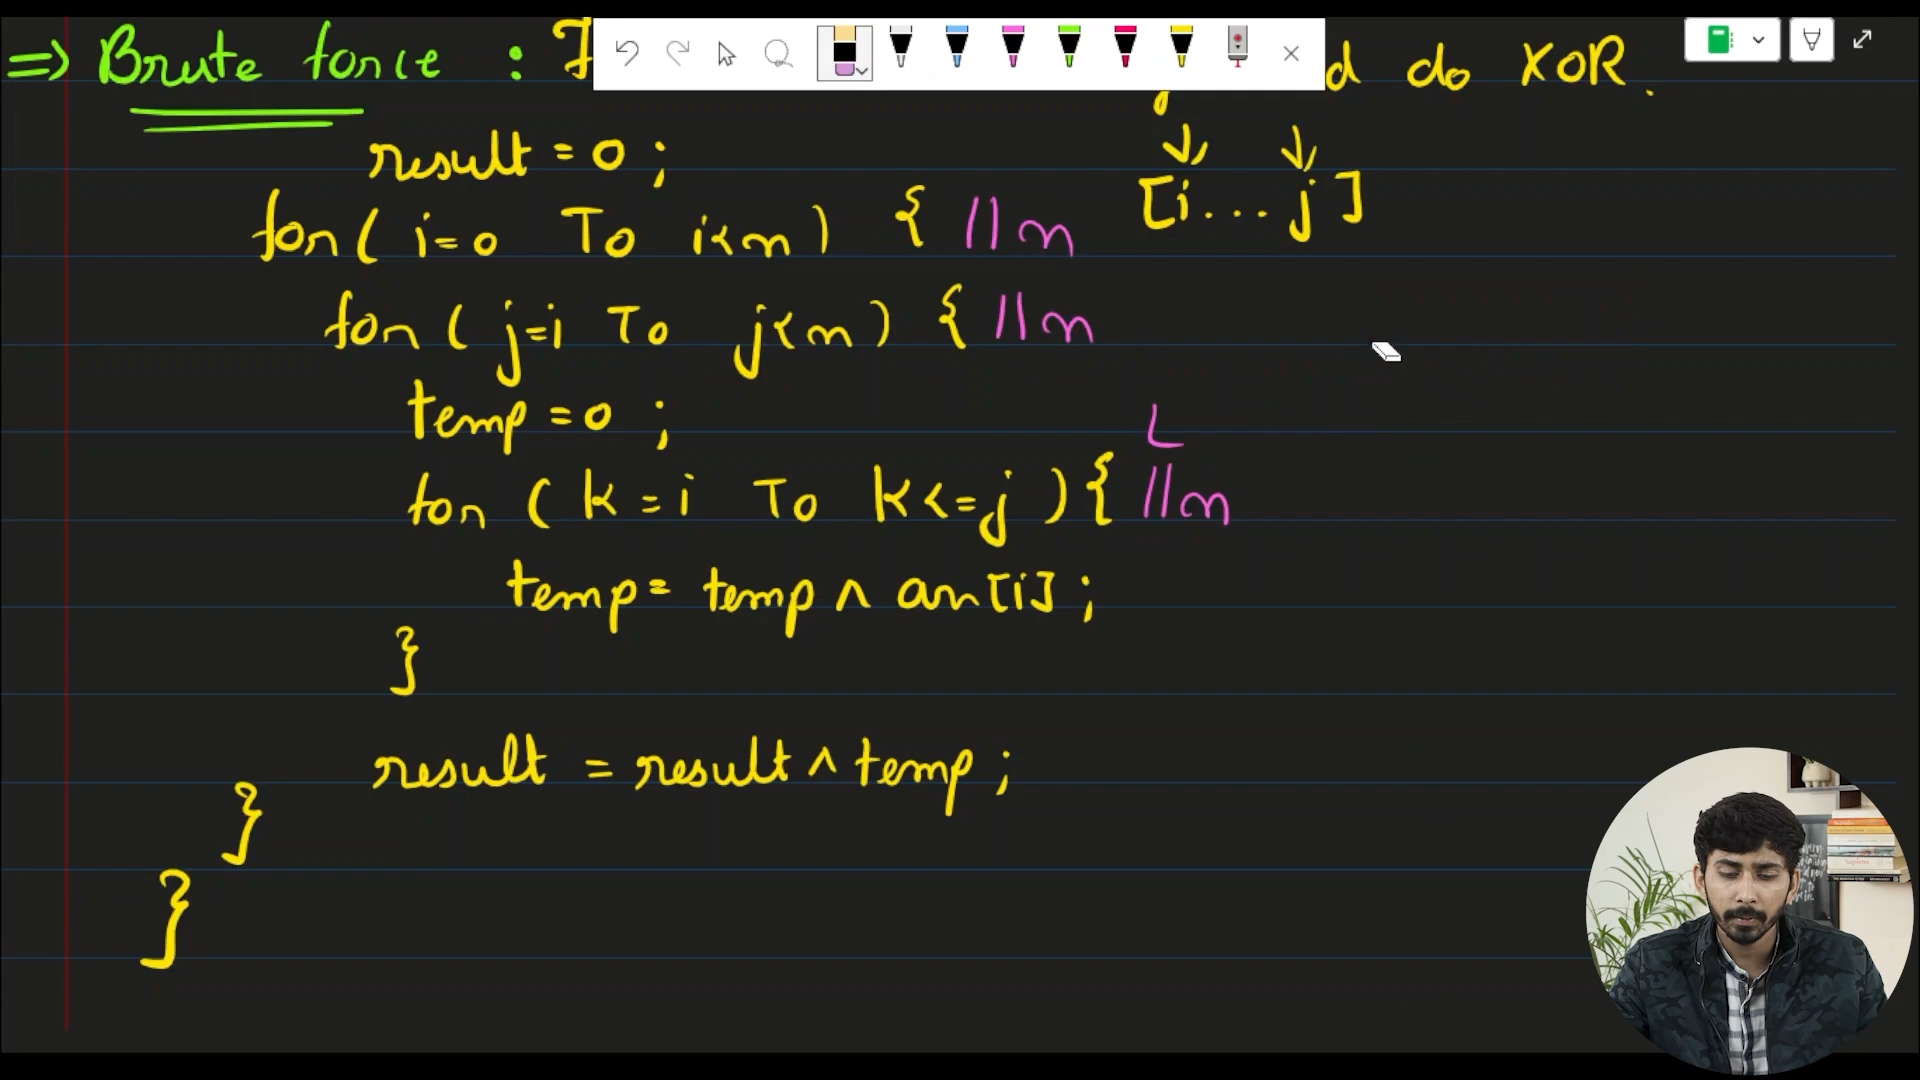 => Brute force : d do XOR.
result = 0 ;
[i...j]
for( i=0 To i<n) { //n
for ( j=i To j<n) { //n
temp = 0 ;
L
for ( k = i To k<=j ) { //n
temp = temp ^ arr[i] ;
}
result = result ^ temp ;
}
}